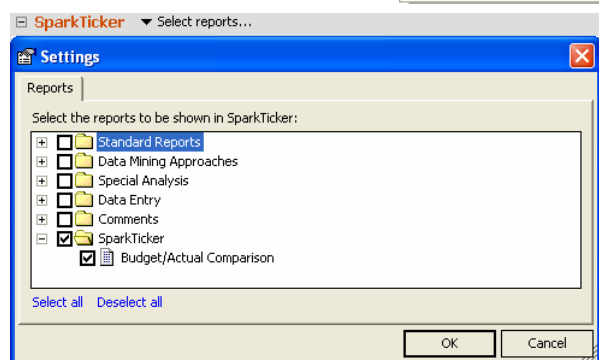 SparkTicker Select reports...
Settings
Reports
Select the reports to be shown in SparkTicker:
Standard Reports
Data Mining Approaches
Special Analysis
Data Entry
Comments
SparkTicker
Budget/Actual Comparison
Select all Deselect all
OK Cancel